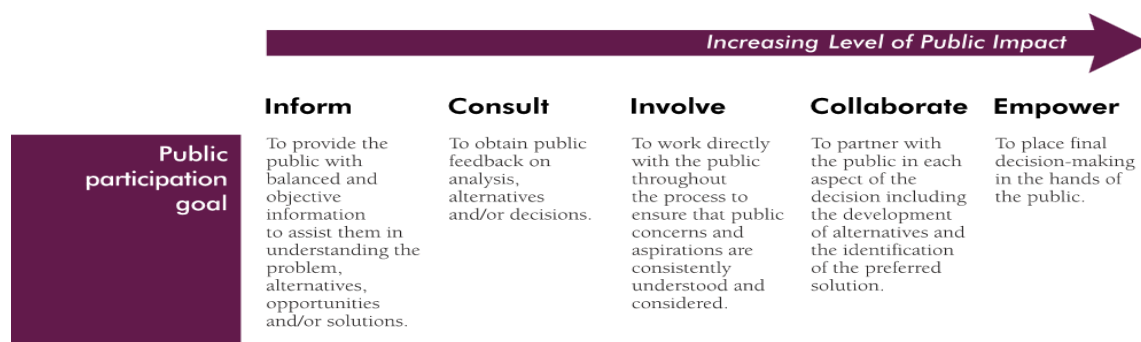 Increasing Level of Public Impact
Inform
Consult
Involve
Collaborate
Empower
Public
participation
goal
To provide the
public with
balanced and
objective
information
to assist them in
understanding the
problem,
alternatives,
opportunities
and/or solutions.
To obtain public
feedback on
analysis,
alternatives
and/or decisions.
To work directly
with the public
throughout
the process to
ensure that public
concerns and
aspirations are
consistently
understood and
considered.
To partner with
the public in each
aspect of the
decision including
the development
of alternatives and
the identification
of the preferred
solution.
To place final
decision-making
in the hands of
the public.